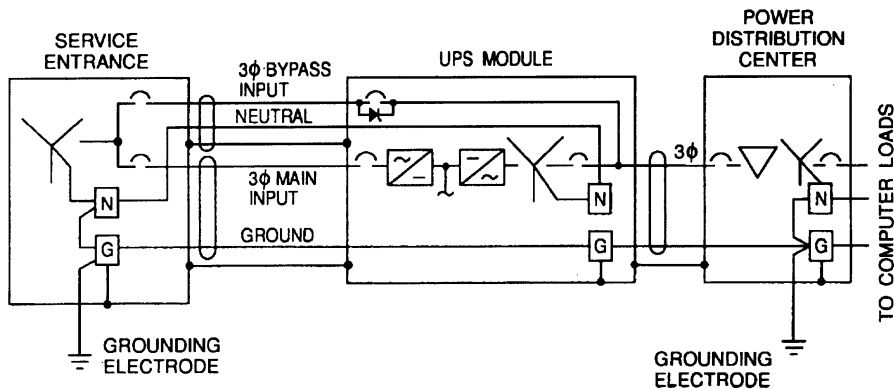 SERVICE
ENTRANCE
3ϕ BYPASS
INPUT
NEUTRAL
UPS MODULE
POWER
DISTRIBUTION
CENTER
3ϕ MAIN
INPUT
3ϕ
N
N
N
GROUND
G
G
G
TO COMPUTER LOADS
GROUNDING
ELECTRODE
GROUNDING
ELECTRODE